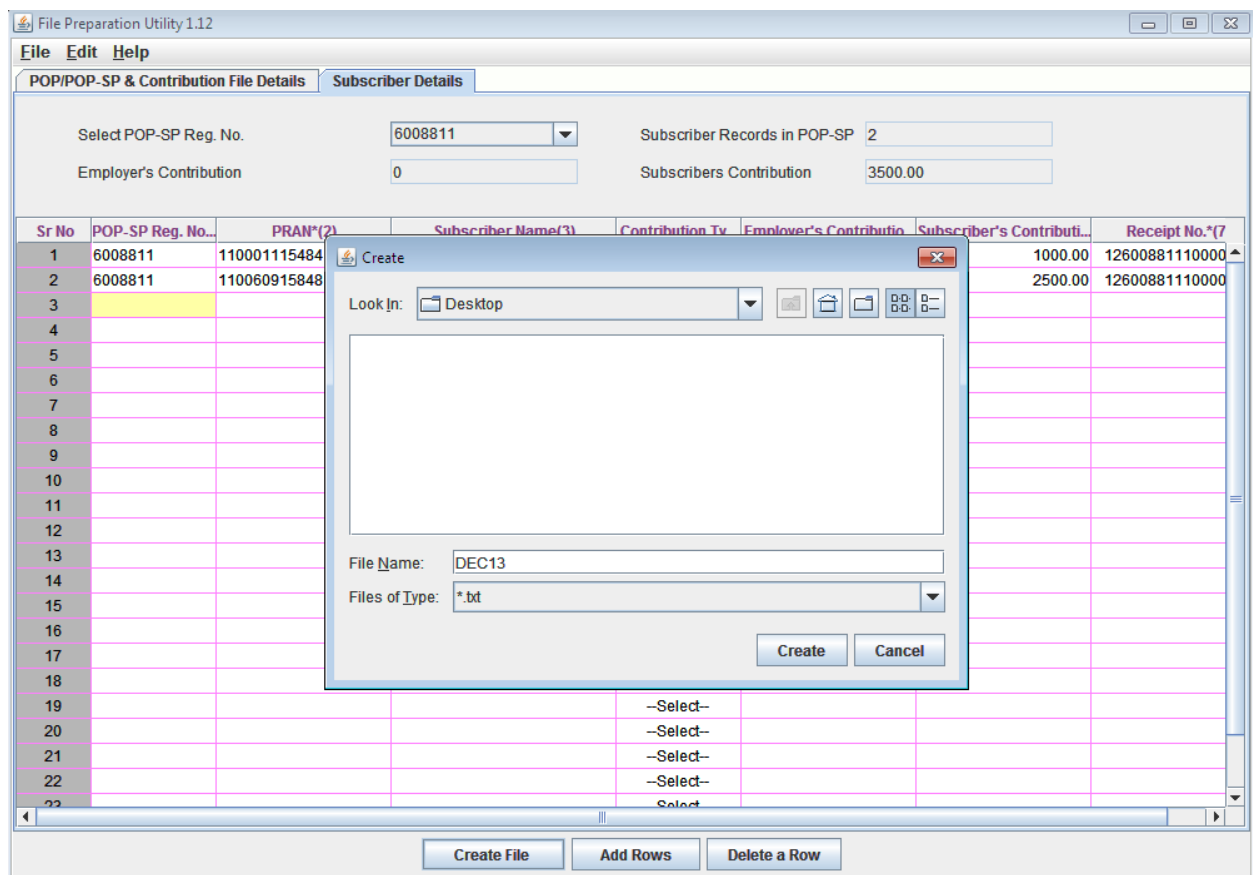 File Preparation Utility 1.12
File Edit Help
POP/POP-SP & Contribution File Details Subscriber Details
Select POP-SP Reg. No. 6008811 Subscriber Records in POP-SP 2
Employer's Contribution 0 Subscribers Contribution 3500.00
Sr No POP-SP Reg. No... PRAN*(2) Subscriber Name(3) Contribution Ty Employer's Contributio Subscriber's Contributi... Receipt No.*(7
1 6008811 110001115484 1000.00 12600881110000
2 6008811 110060915848 2500.00 12600881110000
3
4
5
6
7
8
9
10
11
12
13
14
15
16
17
18
19 --Select--
20 --Select--
21 --Select--
22 --Select--
23 Select
Create
Look In: Desktop
File Name: DEC13
Files of Type: *.txt
Create Cancel
Create File Add Rows Delete a Row